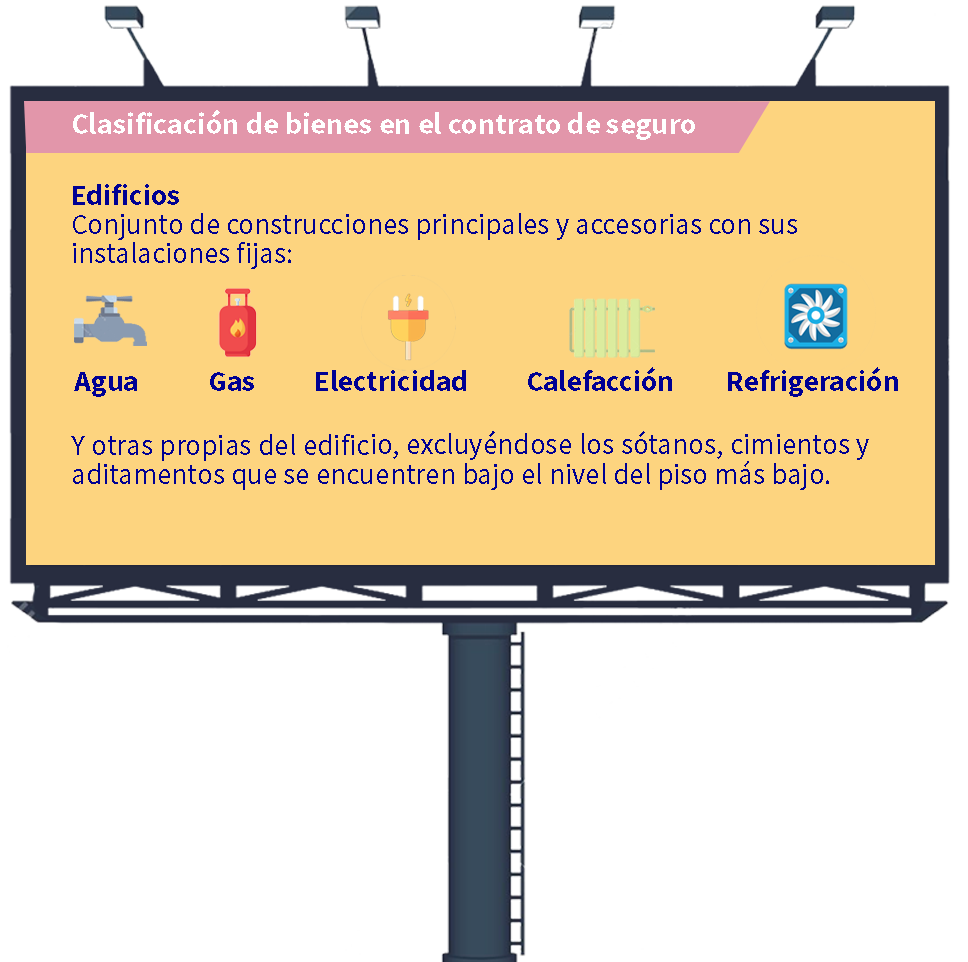 Clasificación de bienes en el contrato de seguro
Edificios
Conjunto de construcciones principales y accesorias con sus
instalaciones fijas:
Agua Gas Electricidad Calefacción Refrigeración
Y otras propias del edificio, excluyéndose los sótanos, cimientos y
aditamentos que se encuentren bajo el nivel del piso más bajo.